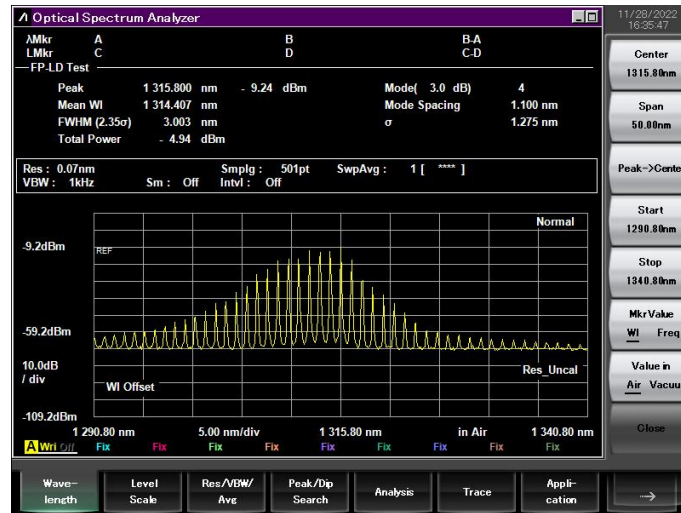 Optical Spectrum Analyzer
11/28/2022
16:35:47
λMkr A B B-A
LMkr C D C-D
FP-LD Test
Peak 1 315.800 nm - 9.24 dBm Mode( 3.0 dB) 4
Mean Wl 1 314.407 nm Mode Spacing 1.100 nm
FWHM (2.35σ) 3.003 nm σ 1.275 nm
Total Power - 4.94 dBm
Res : 0.07nm Smplg : 501pt SwpAvg : 1 [ **** ]
VBW : 1kHz Sm : Off Intvl : Off
Normal
-9.2dBm
REF
-59.2dBm
10.0dB
/ div
Res_Uncal
Wl Offset
-109.2dBm
1 290.80 nm 5.00 nm/div 1 315.80 nm in Air 1 340.80 nm
A Wri Off Fix Fix Fix Fix Fix Fix Fix Fix Fix
Center
1315.80nm
Span
50.00nm
Peak->Cente
Start
1290.80nm
Stop
1340.80nm
MkrValue
Wl Freq
Value in
Air Vacuu
Close
Wave-
length
Level
Scale
Res/VBW/
Avg
Peak/Dip
Search
Analysis
Trace
Appli-
cation